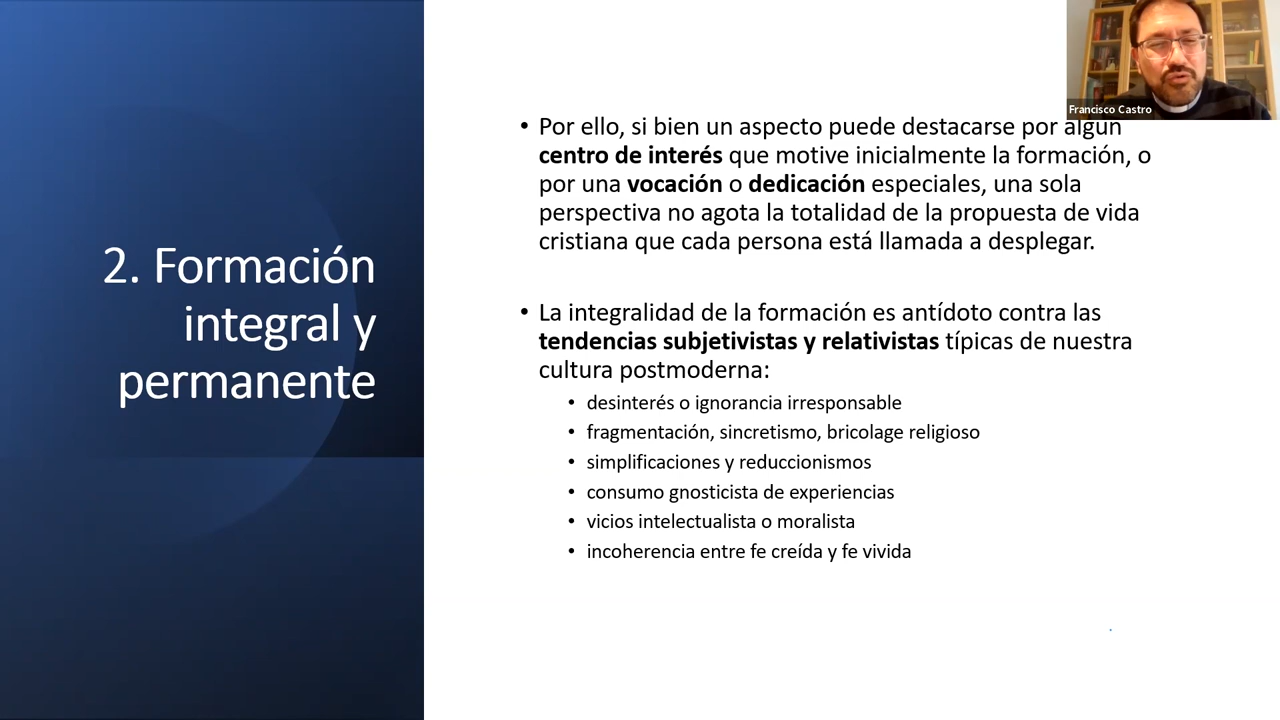 2. Formación
integral y
permanente
Francisco Castro
• Por ello, si bien un aspecto puede destacarse por algún
centro de interés que motive inicialmente la formación, o
por una vocación o dedicación especiales, una sola
perspectiva no agota la totalidad de la propuesta de vida
cristiana que cada persona está llamada a desplegar.
• La integralidad de la formación es antídoto contra las
tendencias subjetivistas y relativistas típicas de nuestra
cultura postmoderna:
• desinterés o ignorancia irresponsable
• fragmentación, sincretismo, bricolage religioso
• simplificaciones y reduccionismos
• consumo gnosticista de experiencias
• vicios intelectualista o moralista
• incoherencia entre fe creída y fe vivida